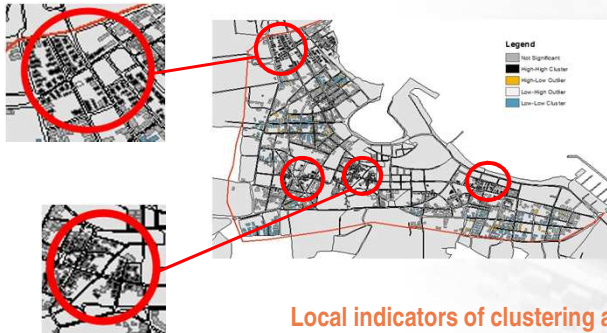 Legend
Not Significant
High-High Cluster
High-Low Outlier
Low-High Outlier
Low-Low Cluster
Local indicators of clustering a